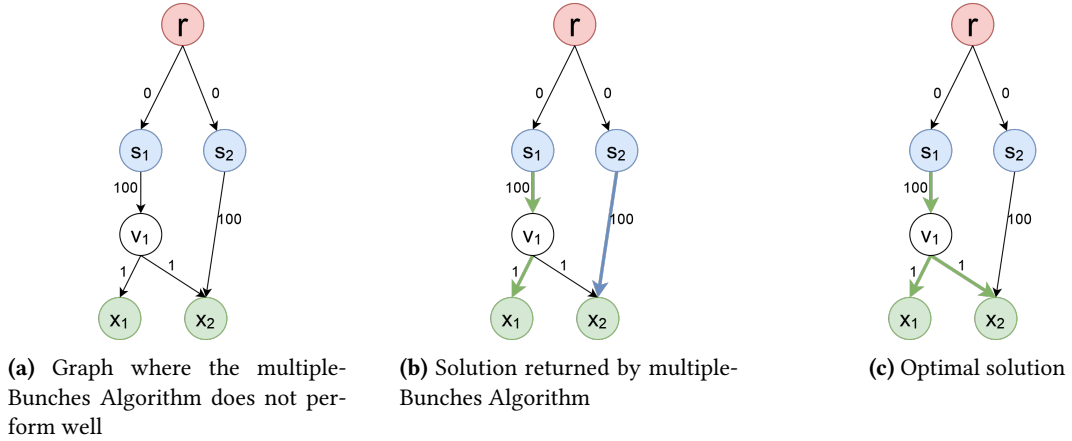 r
0
0
s₁
s₂
100
100
v₁
1
1
x₁
x₂
(a) Graph where the multiple-
Bunches Algorithm does not per-
form well
r
0
0
s₁
s₂
100
100
v₁
1
1
x₁
x₂
(b) Solution returned by multiple-
Bunches Algorithm
r
0
0
s₁
s₂
100
100
v₁
1
1
x₁
x₂
(c) Optimal solution